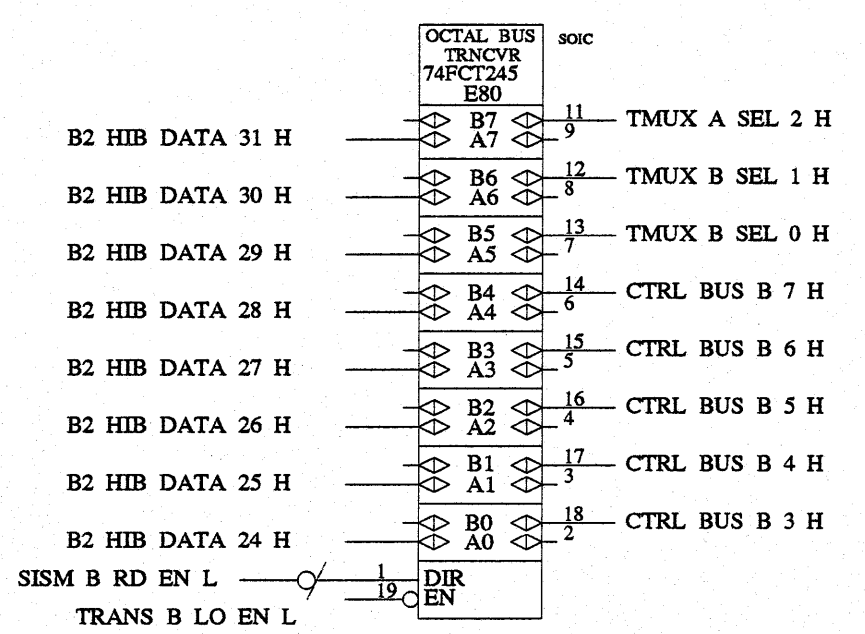 OCTAL BUS
TRNCVR
74FCT245
E80
SOIC
B7 11 TMUX A SEL 2 H
B2 HIB DATA 31 H A7 9
B6 12 TMUX B SEL 1 H
B2 HIB DATA 30 H A6 8
B5 13 TMUX B SEL 0 H
B2 HIB DATA 29 H A5 7
B4 14 CTRL BUS B 7 H
B2 HIB DATA 28 H A4 6
B3 15 CTRL BUS B 6 H
B2 HIB DATA 27 H A3 5
B2 16 CTRL BUS B 5 H
B2 HIB DATA 26 H A2 4
B1 17 CTRL BUS B 4 H
B2 HIB DATA 25 H A1 3
B0 18 CTRL BUS B 3 H
B2 HIB DATA 24 H A0 2
SISM B RD EN L 1 DIR
TRANS B LO EN L 19 EN